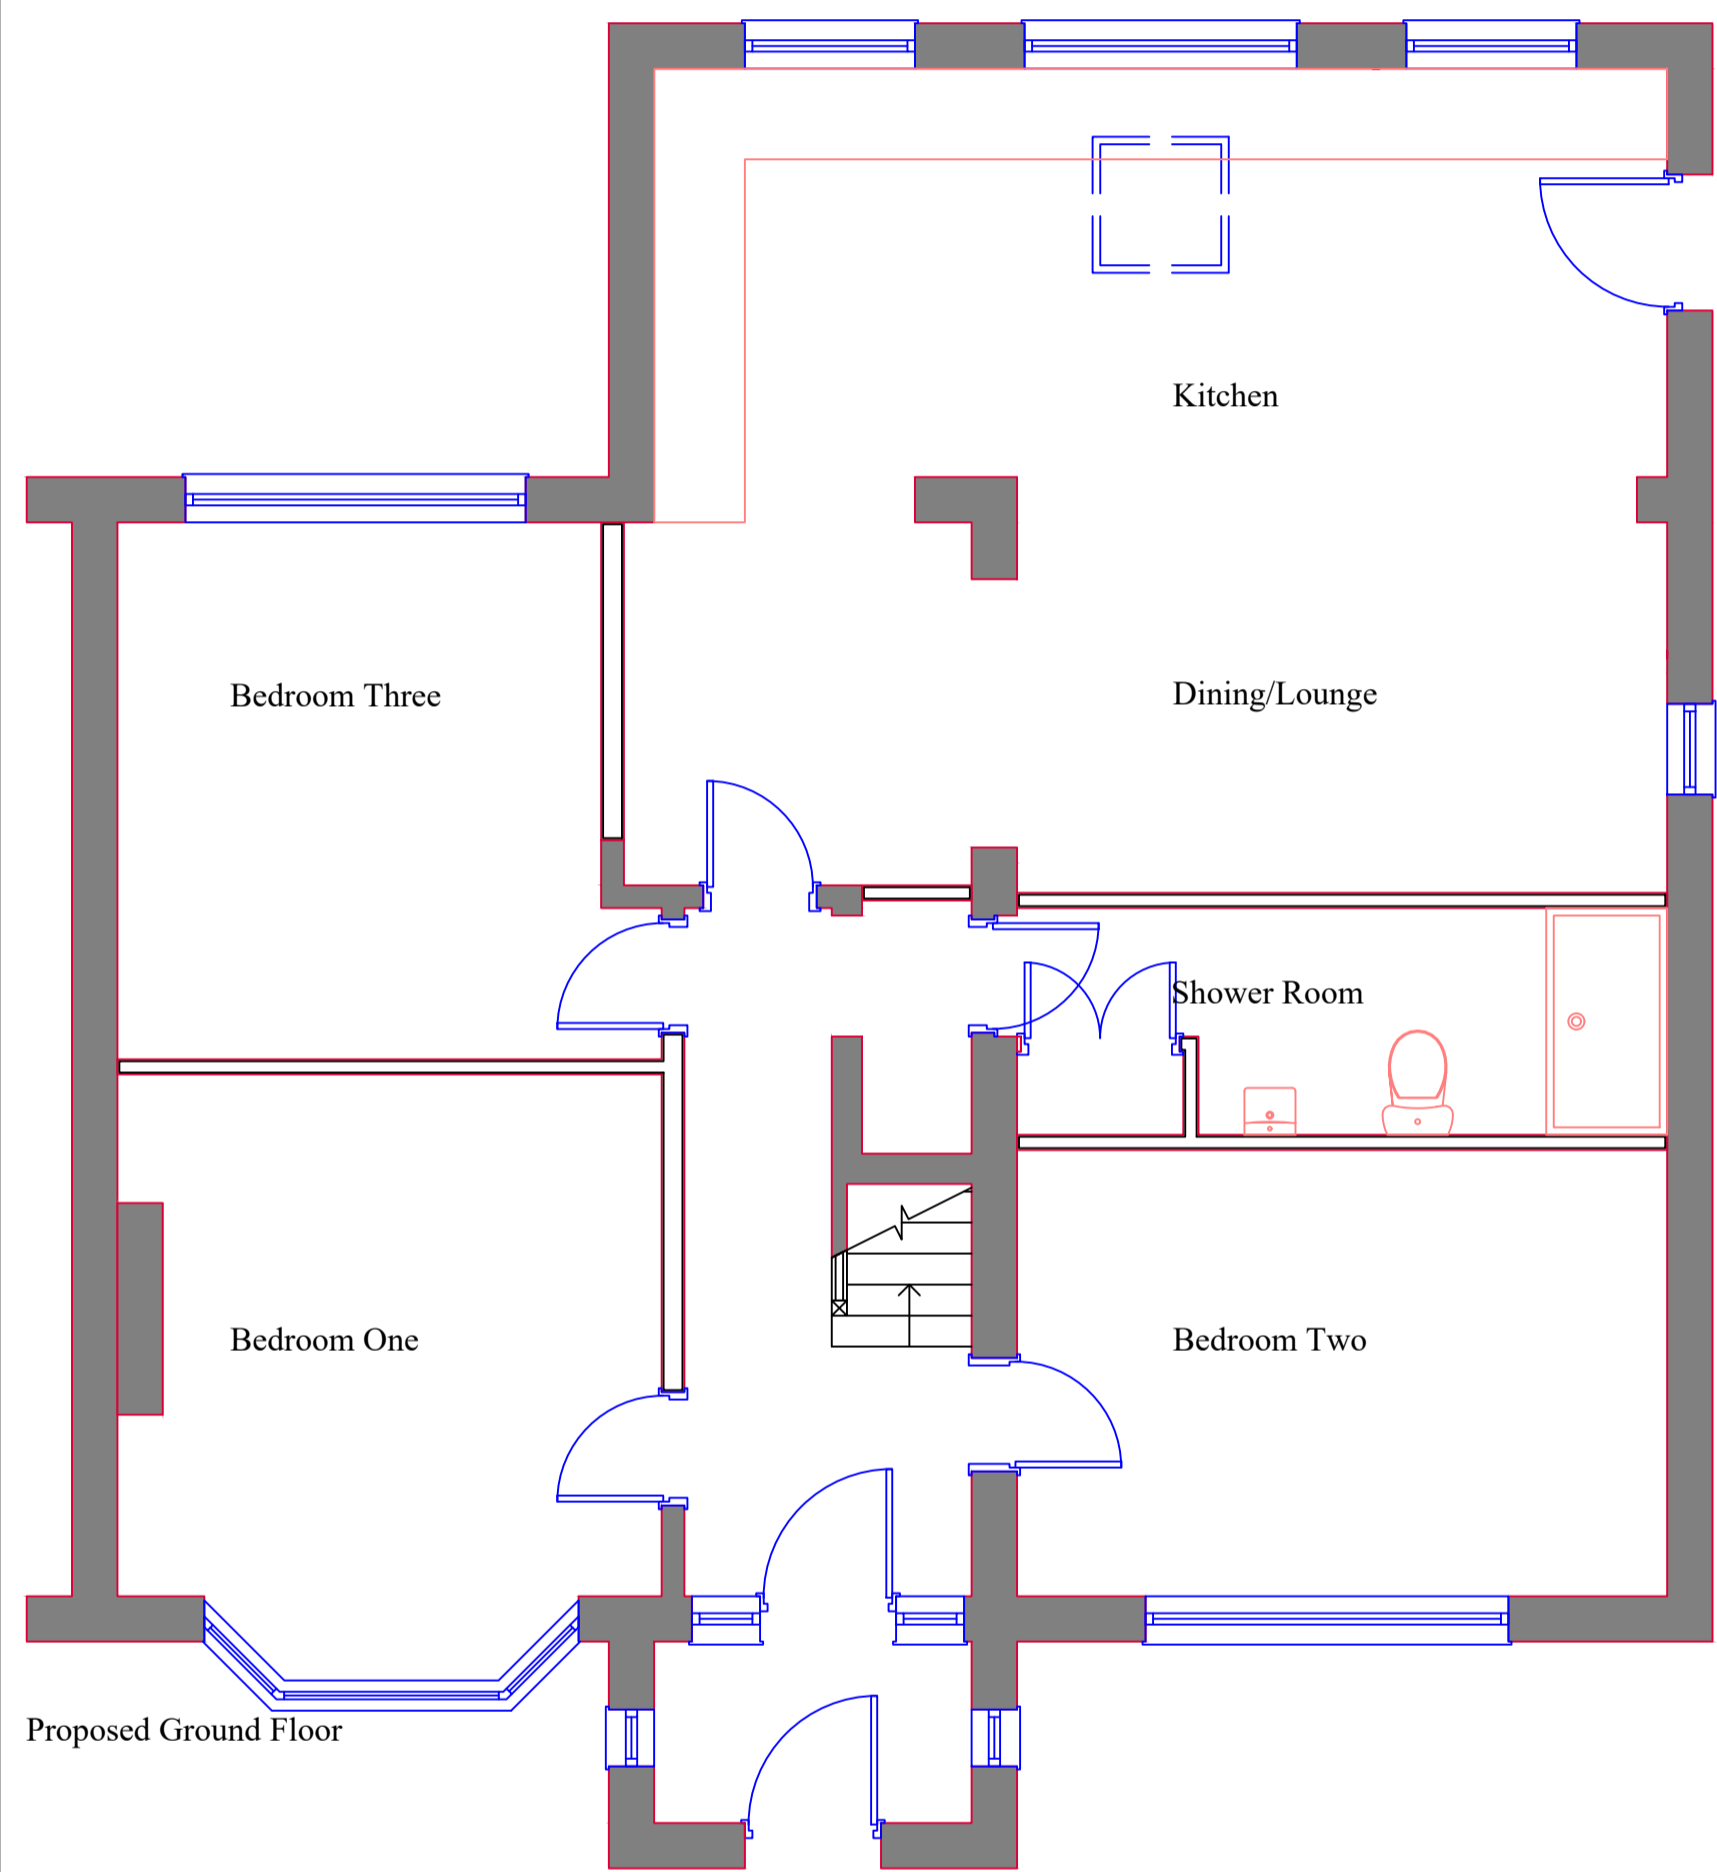 Kitchen
Bedroom Three
Dining/Lounge
Shower Room
Bedroom One
Bedroom Two
Proposed Ground Floor